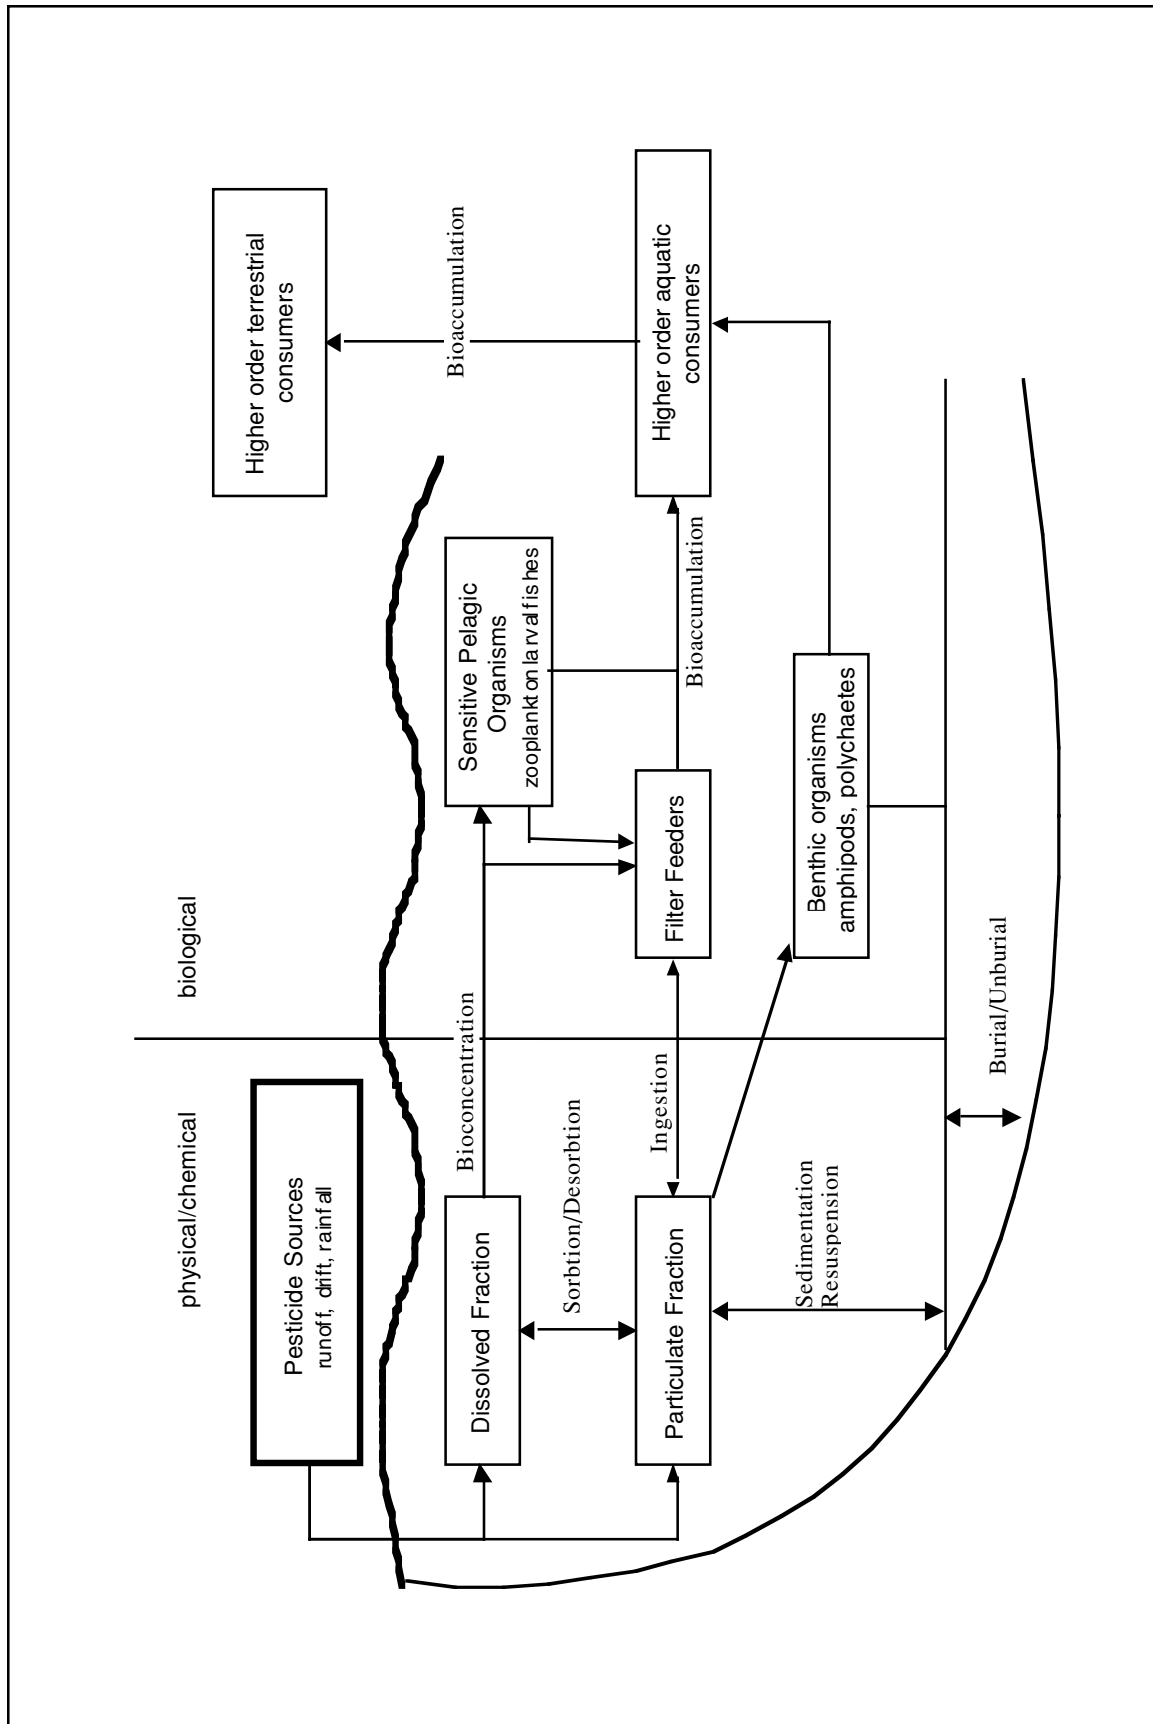 physical/chemical
biological
Pesticide Sources
runoff, drift, rainfall
Higher order terrestrial
consumers
Dissolved Fraction
Bioconcentration
Sensitive Pelagic
Organisms
zooplankton larval fishes
Bioaccumulation
Sorbtion/Desorbtion
Particulate Fraction
Ingestion
Filter Feeders
Bioaccumulation
Higher order aquatic
consumers
Sedimentation
Resuspension
Benthic organisms
amphipods, polychaetes
Burial/Unburial